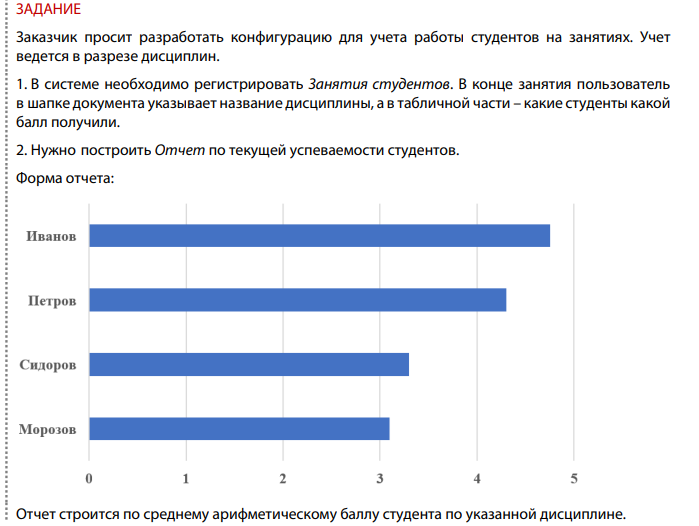 ЗАДАНИЕ
Заказчик просит разработать конфигурацию для учета работы студентов на занятиях. Учет
ведется в разрезе дисциплин.
1. В системе необходимо регистрировать Занятия студентов. В конце занятия пользователь
в шапке документа указывает название дисциплины, а в табличной части – какие студенты какой
балл получили.
2. Нужно построить Отчет по текущей успеваемости студентов.
Форма отчета:
Иванов
Петров
Сидоров
Морозов
0 1 2 3 4 5
Отчет строится по среднему арифметическому баллу студента по указанной дисциплине.